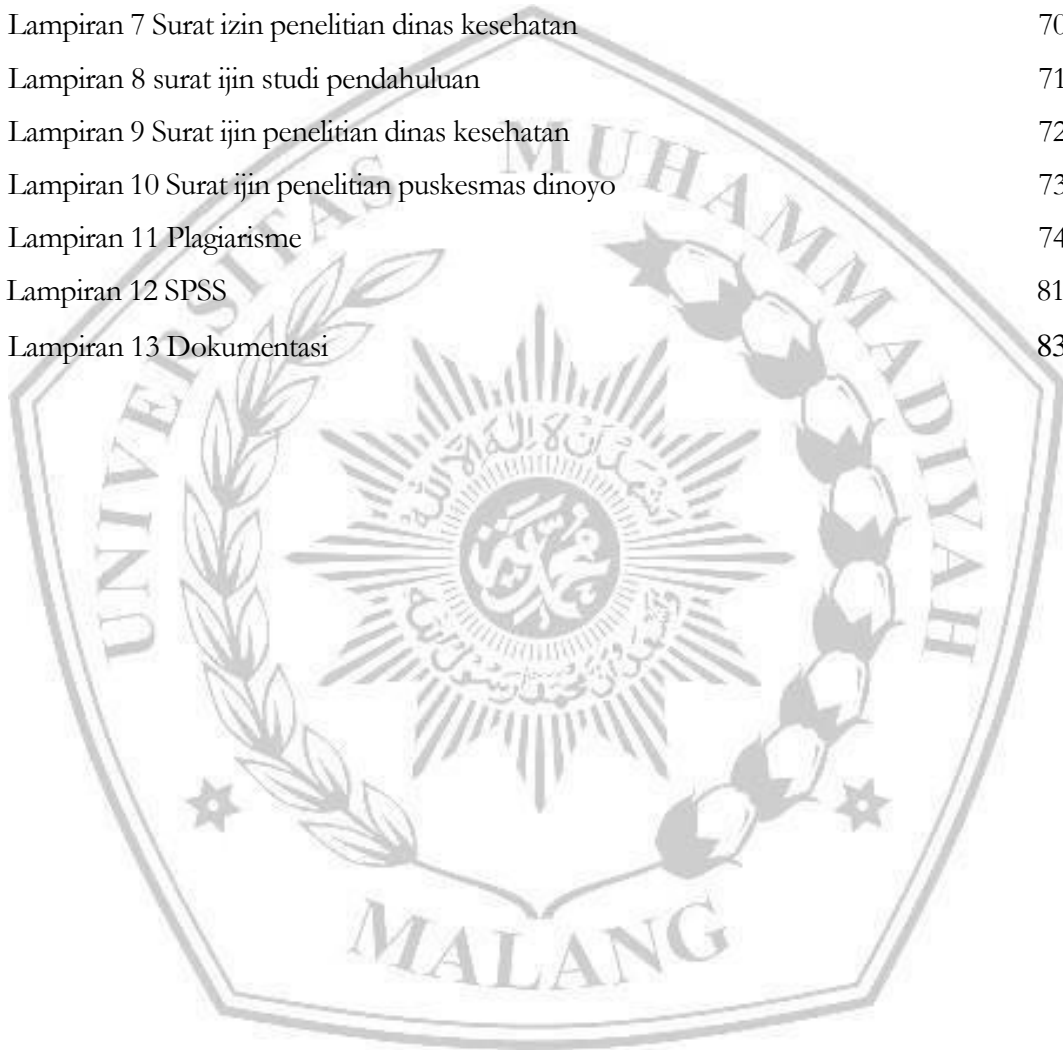 Lampiran 7 Surat izin penelitian dinas kesehatan 70
Lampiran 8 surat ijin studi pendahuluan 71
Lampiran 9 Surat ijin penelitian dinas kesehatan 72
Lampiran 10 Surat ijin penelitian puskesmas dinoyo 73
Lampiran 11 Plagiarisme 74
Lampiran 12 SPSS 81
Lampiran 13 Dokumentasi 83
UNIVERSITAS MUHAMMADIYAH
MALANG